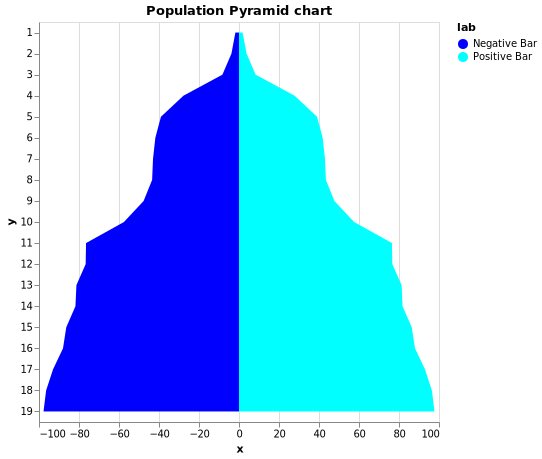 Population Pyramid chart
lab
Negative Bar
Positive Bar
y
1
2
3
4
5
6
7
8
9
10
11
12
13
14
15
16
17
18
19
−100 −80 −60 −40 −20 0 20 40 60 80 100
x